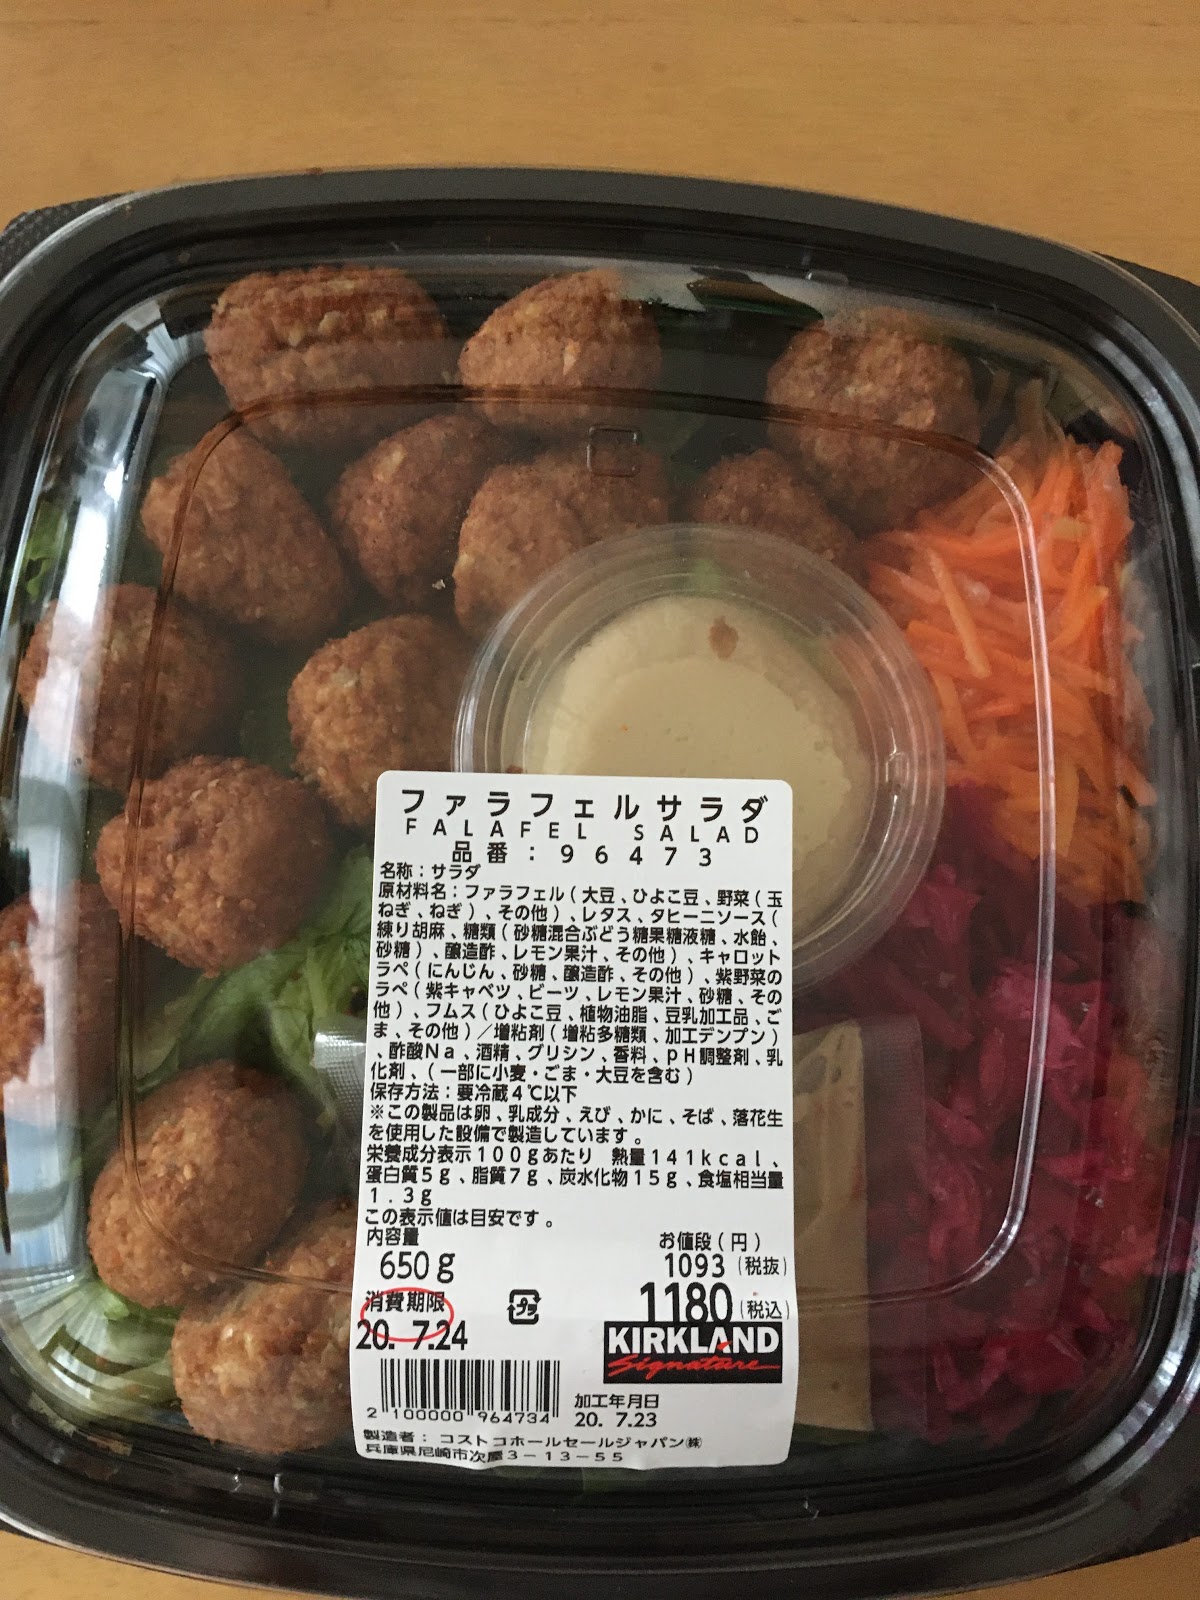 ファラフェルサラダ
FALAFEL SALAD
品番：96473
名称：サラダ
原材料名：ファラフェル（大豆、ひよこ豆、野菜（玉
ねぎ、ねぎ）、その他）、レタス、タヒーニソース（
練り胡麻、糖類（砂糖混合ぶどう糖果糖液糖、水飴、
砂糖）、醸造酢、レモン果汁、その他）、キャロット
ラペ（にんじん、砂糖、醸造酢、その他）、紫野菜の
ラペ（紫キャベツ、ビーツ、レモン果汁、砂糖、その
他）、フムス（ひよこ豆、植物油脂、豆乳加工品、ご
ま、その他）／増粘剤（増粘多糖類、加工デンプン）
、酢酸Na、酒精、グリシン、香料、pH調整剤、乳
化剤、（一部に小麦・ごま・大豆を含む）
保存方法：要冷蔵4℃以下
※この製品は卵、乳成分、えび、かに、そば、落花生
を使用した設備で製造しています。
栄養成分表示100gあたり 熱量141kcal、
蛋白質5g、脂質7g、炭水化物15g、食塩相当量
1.3g
この表示値は目安です。
内容量 お値段（円）
650g 1093（税抜）
消費期限 プラ 1180（税込）
20. 7.24 KIRKLAND
Signature
加工年月日
2 100000 964734 20. 7.23
製造者：コストコホールセールジャパン㈱
兵庫県尼崎市次屋3-13-55